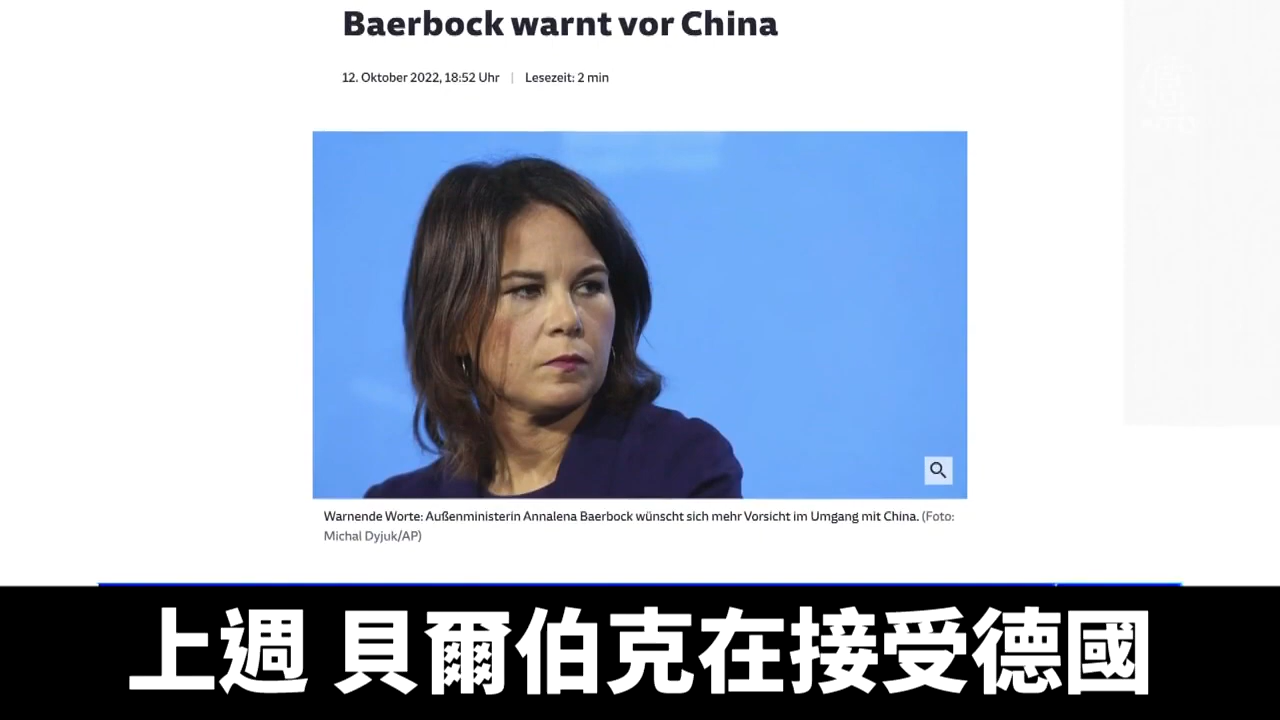 Baerbock warnt vor China
12. Oktober 2022, 18:52 Uhr | Lesezeit: 2 min
Warnende Worte: Außenministerin Annalena Baerbock wünscht sich mehr Vorsicht im Umgang mit China. (Foto:
Michal Dyjuk/AP)
上週 貝爾伯克在接受德國